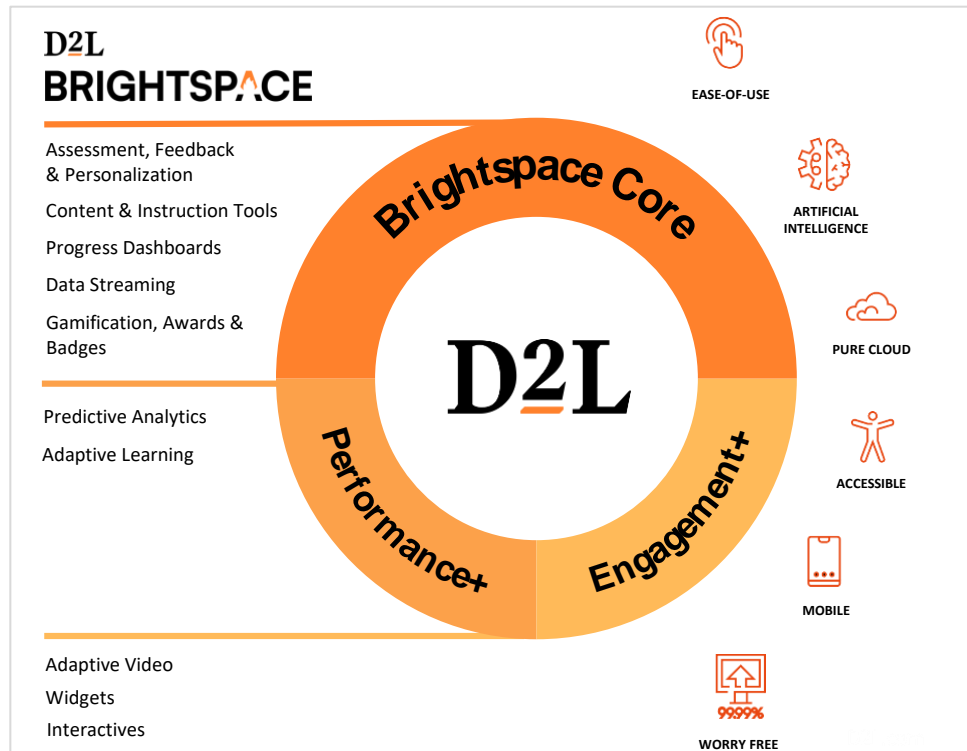 D2L
BRIGHTSPACE
Assessment, Feedback
& Personalization
Content & Instruction Tools
Progress Dashboards
Data Streaming
Gamification, Awards &
Badges
Predictive Analytics
Adaptive Learning
Adaptive Video
Widgets
Interactives
Brightspace Core
D2L
Performance+
Engagement+
EASE-OF-USE
ARTIFICIAL
INTELLIGENCE
PURE CLOUD
ACCESSIBLE
MOBILE
99.99%
WORRY FREE